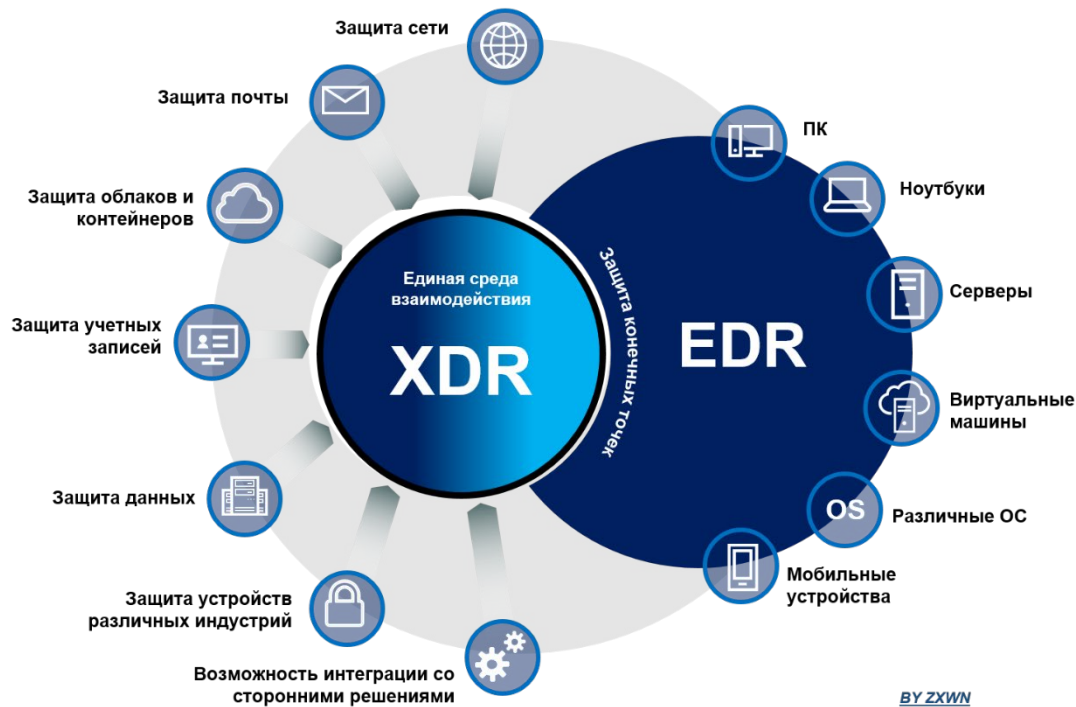 Защита сети
Защита почты
Защита облаков и
контейнеров
Защита учетных
записей
Защита данных
Защита устройств
различных индустрий
Возможность интеграции со
сторонними решениями
Единая среда
взаимодействия
XDR
Защита конечных точек
EDR
ПК
Ноутбуки
Серверы
Виртуальные
машины
OS
Различные ОС
Мобильные
устройства
BY ZXWN